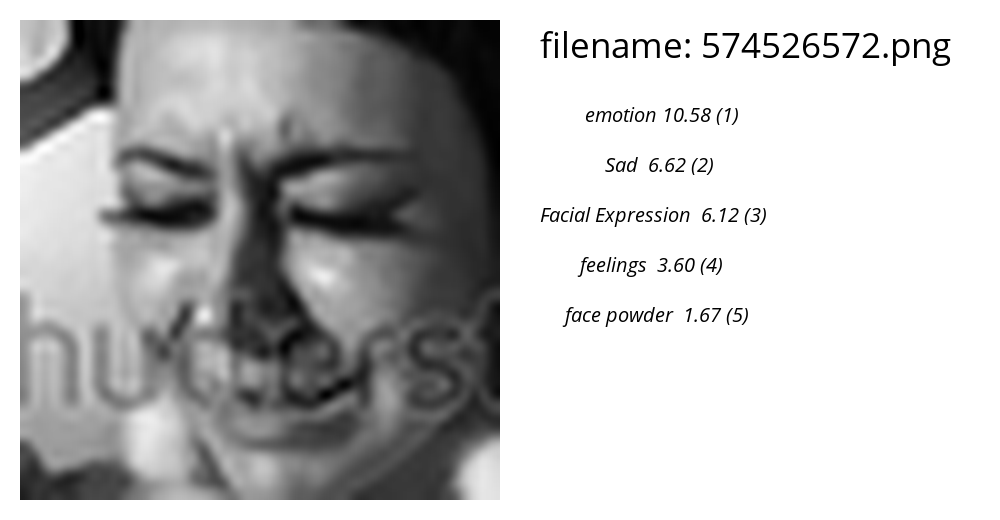 filename: 574526572.png
emotion 10.58 (1)
Sad 6.62 (2)
Facial Expression 6.12 (3)
feelings 3.60 (4)
face powder 1.67 (5)
hutters